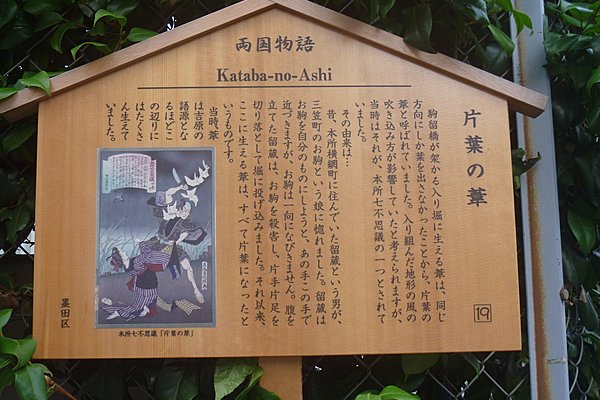 両国物語
Kataba-no-Ashi
片葉の葦
駒留橋が架かる入り堀に生える葦は、同じ
方向にしか葉を出さなかったことから、片葉の
葦と呼ばれていました。入り組んだ地形の風の
吹き込み方が影響していたと考えられますが、
当時はそれが、本所七不思議の一つとされて
いました。
その由来は…
昔、本所横網町に住んでいた留蔵という男が、
三笠町のお駒という娘に惚れました。留蔵は
お駒を自分のものにしようと、あの手この手で
近づきますが、お駒は一向になびきません。腹を
立てた留蔵は、お駒を殺害し、片手片足を
切り落として堀に投げ込みました。それ以来、
ここに生える葦は、すべて片葉になったと
いうものです。
当時、葦
は吉原の
語源とな
るほどこ
の辺りに
はたくさ
ん生えて
いました。
本所七不思議「片葉の葦」
墨田区
19